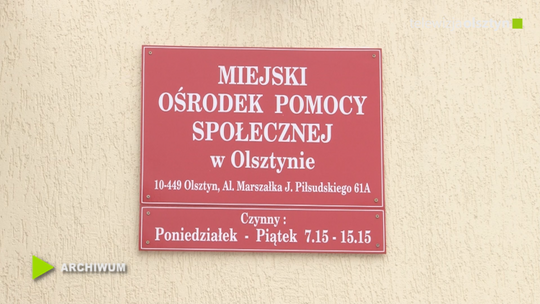 MIEJSKI
OŚRODEK POMOCY
SPOŁECZNEJ
w Olsztynie
10-449 Olsztyn, Al. Marszałka J. Piłsudskiego 61A
Czynny :
Poniedziałek - Piątek 7.15 - 15.15
ARCHIWUM